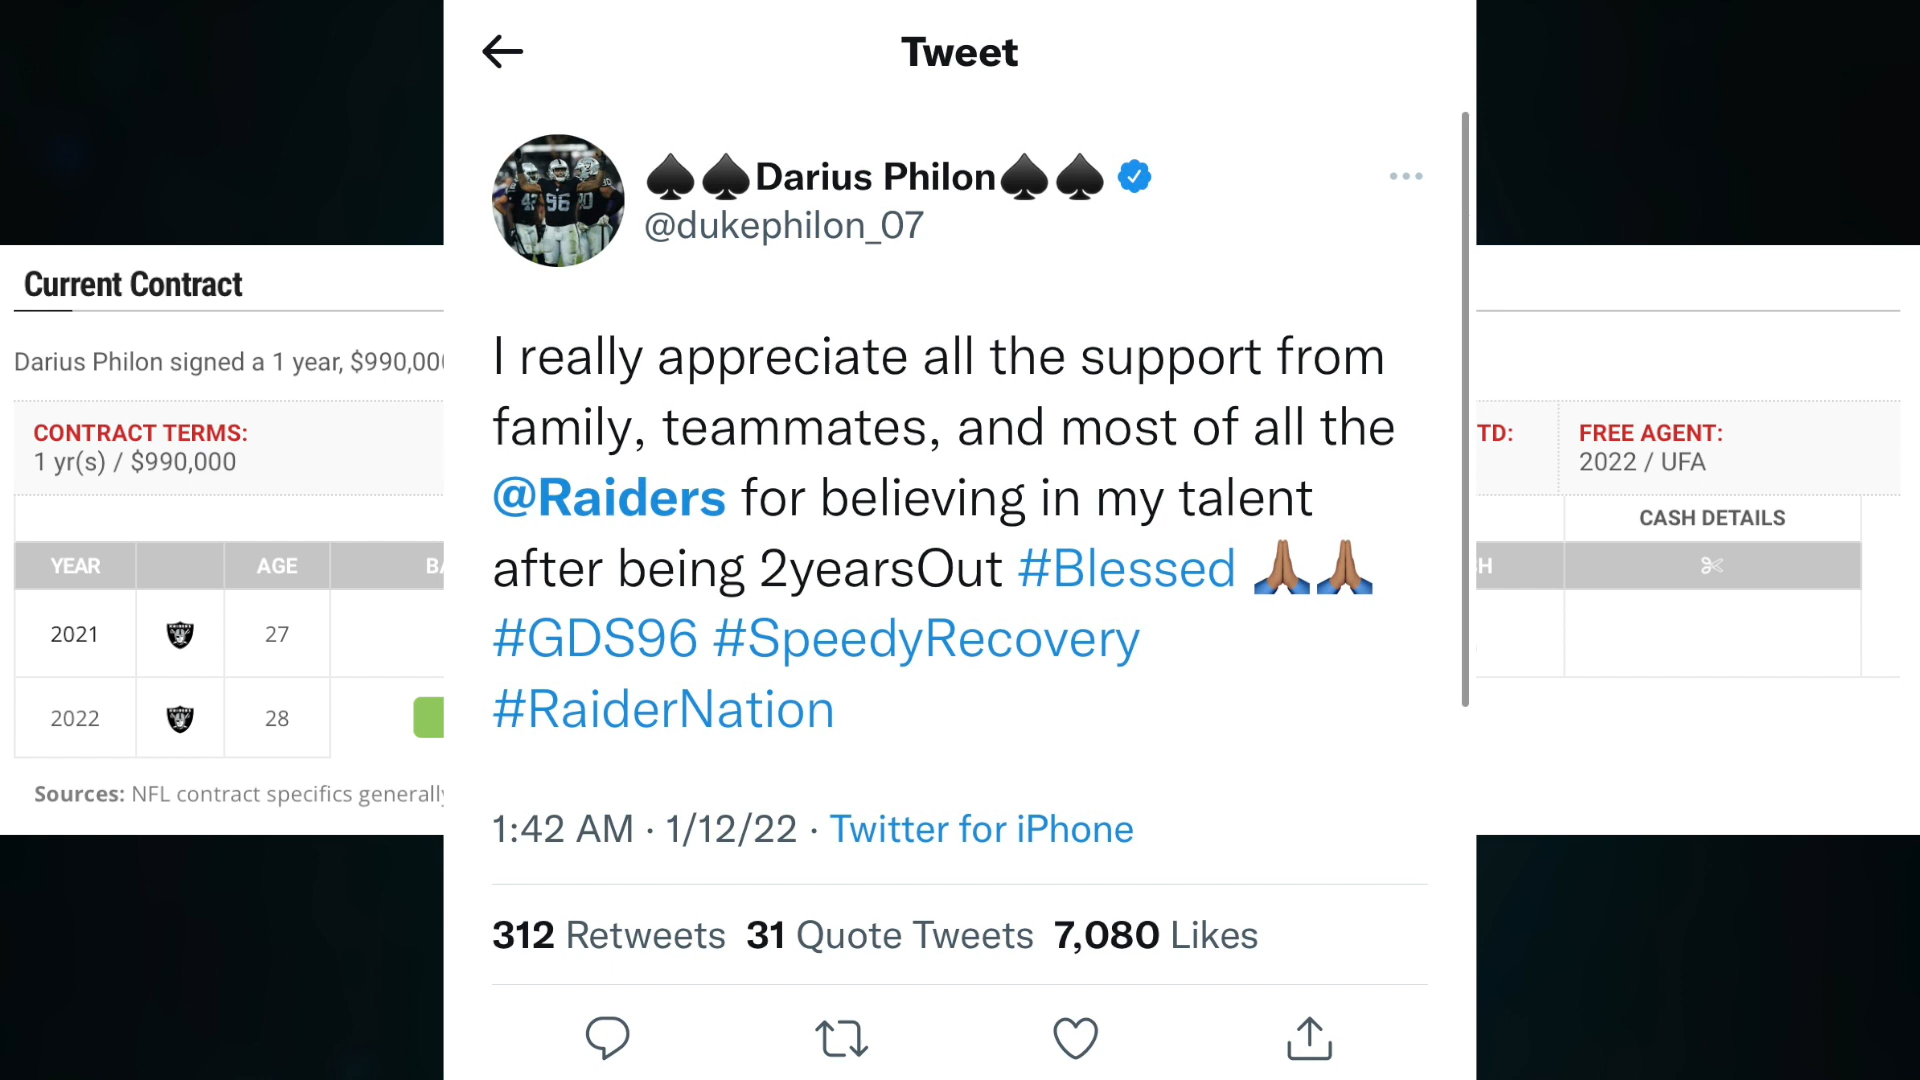 Tweet
♠♠Darius Philon♠♠
@dukephilon_07
I really appreciate all the support from
family, teammates, and most of all the
@Raiders for believing in my talent
after being 2yearsOut #Blessed 🙏🏽🙏🏽
#GDS96 #SpeedyRecovery
#RaiderNation
1:42 AM · 1/12/22 · Twitter for iPhone
312 Retweets 31 Quote Tweets 7,080 Likes
Current Contract
Darius Philon signed a 1 year, $990,00
CONTRACT TERMS:
1 yr(s) / $990,000
YEAR AGE BA
2021 27
2022 28
Sources: NFL contract specifics generally
TD:
FREE AGENT:
2022 / UFA
CASH DETAILS
H
96